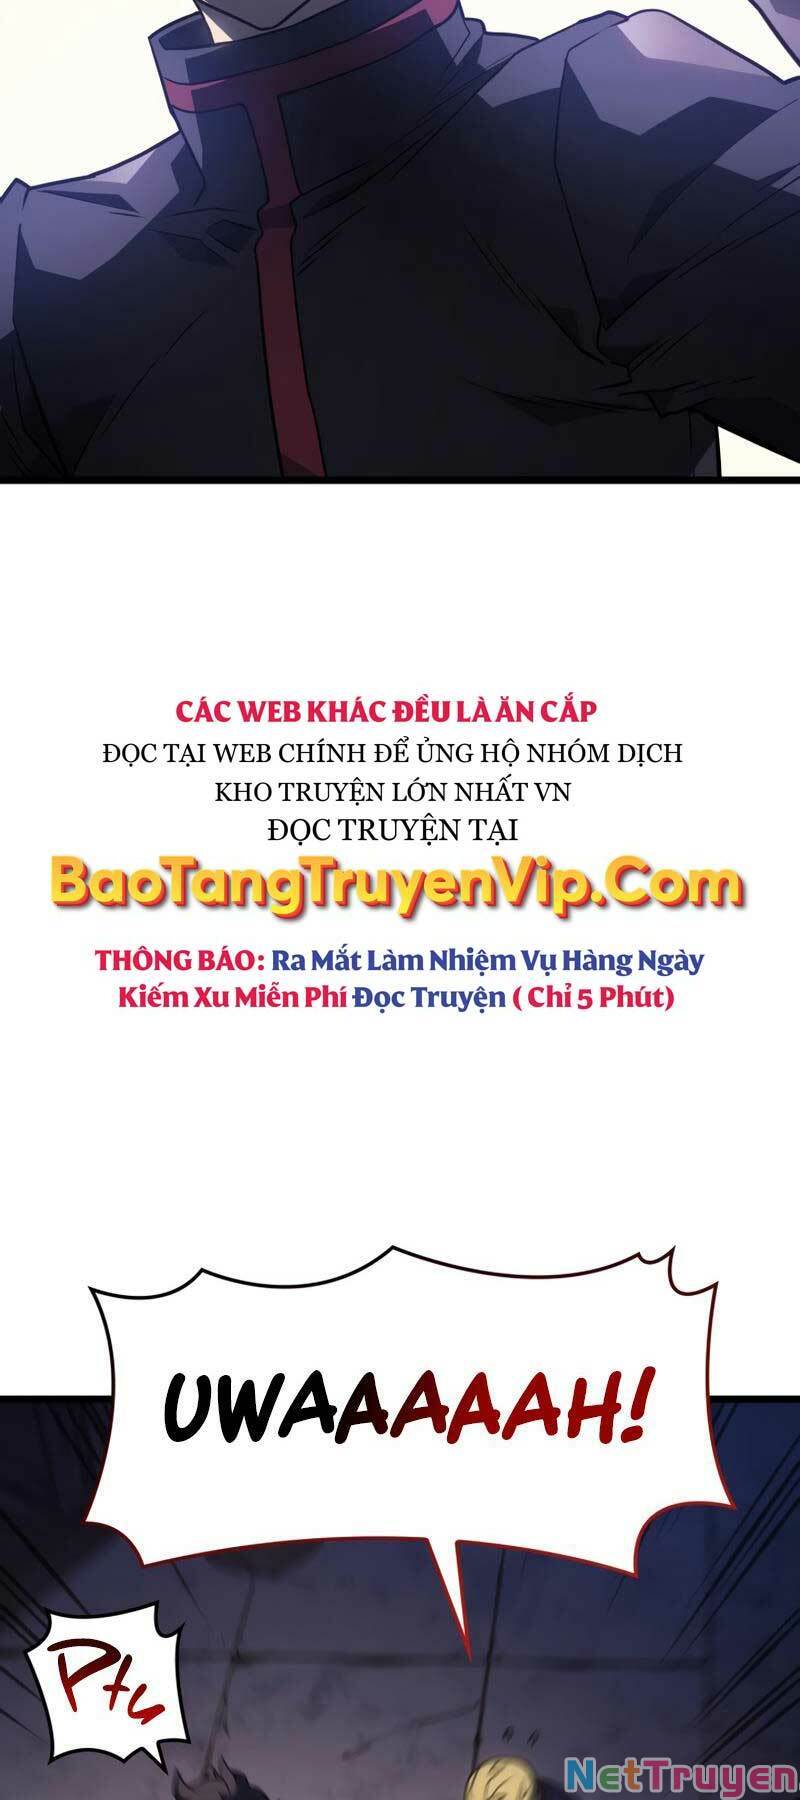 CÁC WEB KHÁC ĐỀU LÀ ĂN CẮP
ĐỌC TẠI WEB CHÍNH ĐỂ ỦNG HỘ NHÓM DỊCH
KHO TRUYỆN LỚN NHẤT VN
ĐỌC TRUYỆN TẠI
BaoTangTruyenVip.Com
THÔNG BÁO: Ra Mắt Làm Nhiệm Vụ Hàng Ngày
Kiếm Xu Miễn Phí Đọc Truyện ( Chỉ 5 Phút)
UWAAAAAH!
Ptu
NetTruyen